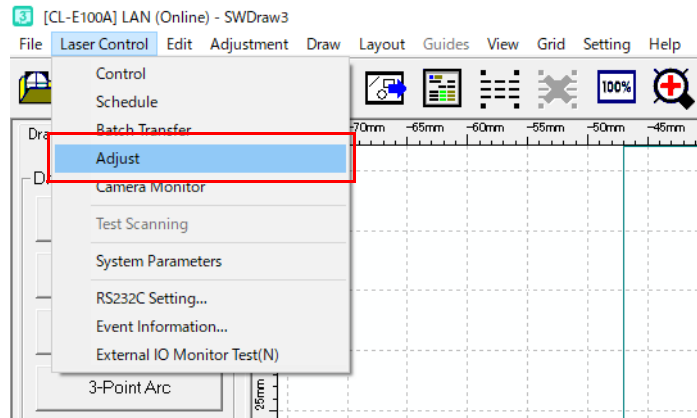 [CL-E100A] LAN (Online) - SWDraw3
File Laser Control Edit Adjustment Draw Layout Guides View Grid Setting Help
Control
Schedule
100%
Batch Transfer
Dra
-70mm -65mm -60mm -55mm -50mm -45mm
Adjust
D
Camera Monitor
Test Scanning
System Parameters
RS232C Setting...
Event Information...
External IO Monitor Test(N)
3-Point Arc
25mm